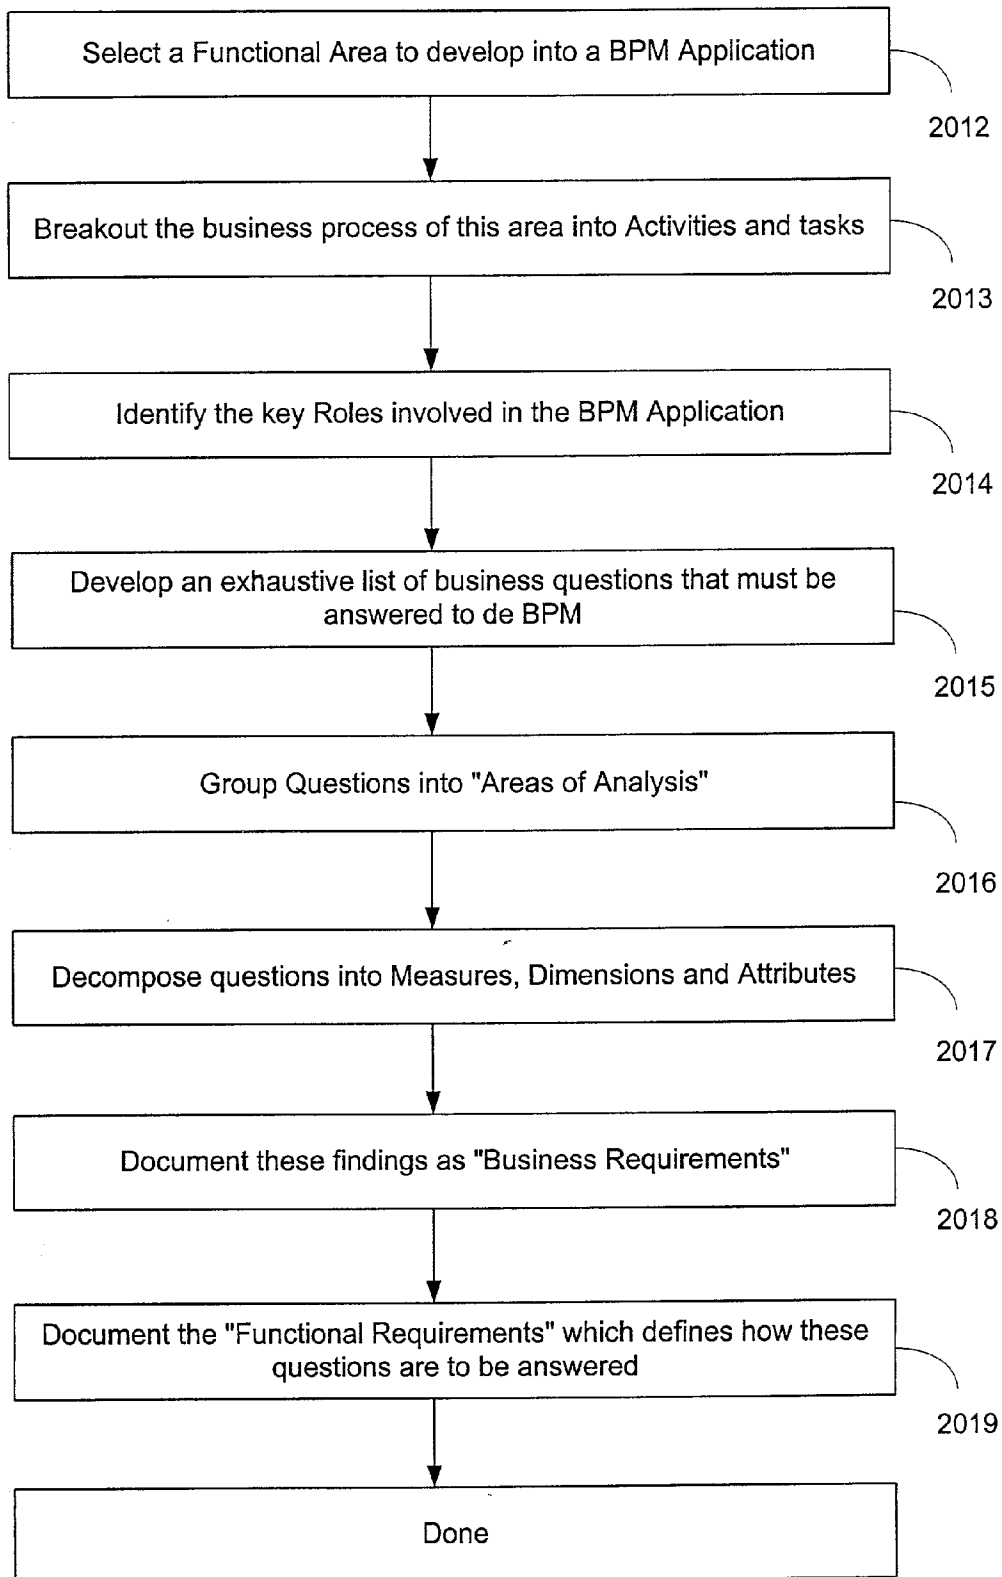 Select a Functional Area to develop into a BPM Application
2012
Breakout the business process of this area into Activities and tasks
2013
Identify the key Roles involved in the BPM Application
2014
Develop an exhaustive list of business questions that must be
answered to de BPM
2015
Group Questions into "Areas of Analysis"
2016
Decompose questions into Measures, Dimensions and Attributes
2017
Document these findings as "Business Requirements"
2018
Document the "Functional Requirements" which defines how these
questions are to be answered
2019
Done